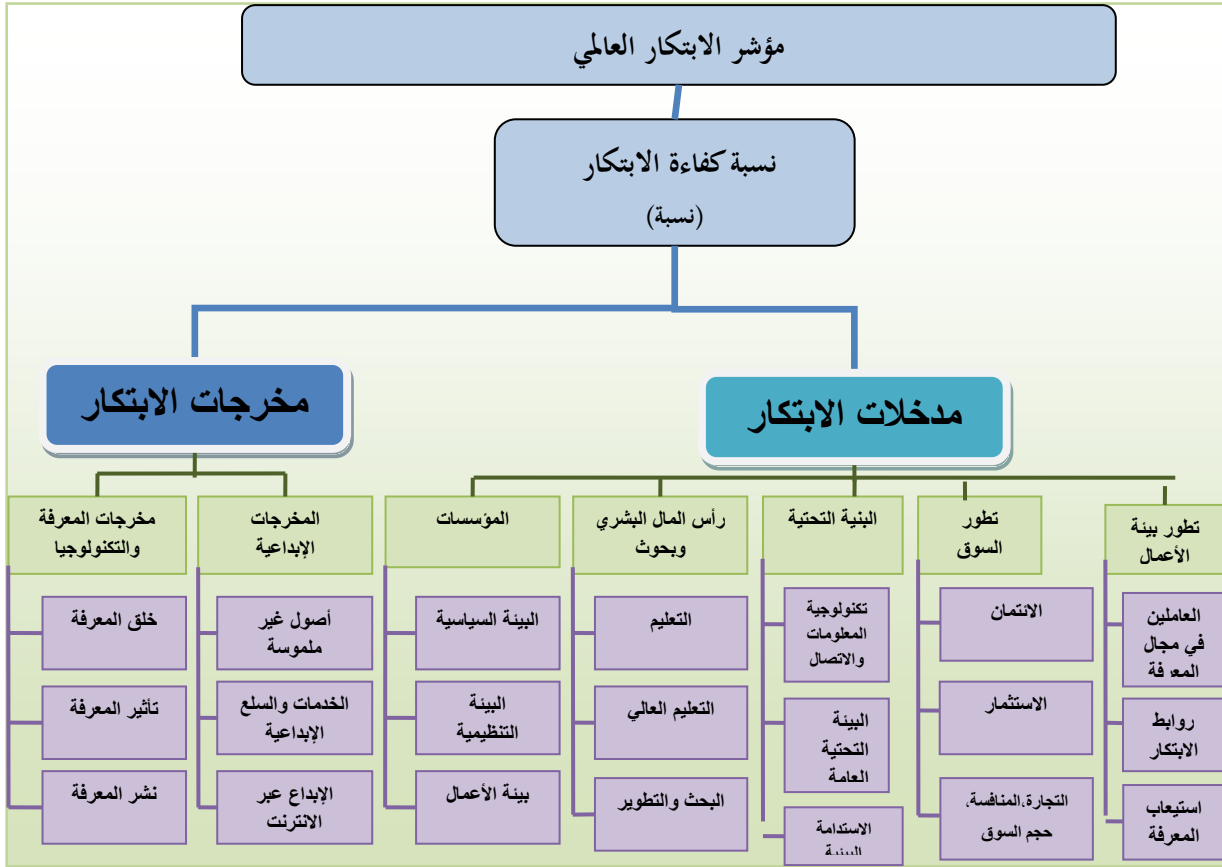 مؤشر الابتكار العالمي
نسبة كفاءة الابتكار
(نسبة)
مدخلات الابتكار
مخرجات الابتكار
تطور بيئة
الأعمال
العاملين
في مجال
المعرفة
روابط
الابتكار
استيعاب
المعرفة
تطور
السوق
الائتمان
الاستثمار
التجارة،المنافسة،
حجم السوق
البنية التحتية
تكنولوجية
المعلومات
والاتصال
البيئة
التحتية
العامة
الاستدامة
رأس المال البشري
وبحوث
التعليم
التعليم العالي
البحث والتطوير
المؤسسات
البيئة السياسية
البيئة
التنظيمية
بيئة الأعمال
المخرجات
الإبداعية
أصول غير
ملموسة
الخدمات والسلع
الإبداعية
الإبداع عبر
الانترنت
مخرجات المعرفة
والتكنولوجيا
خلق المعرفة
تأثير المعرفة
نشر المعرفة